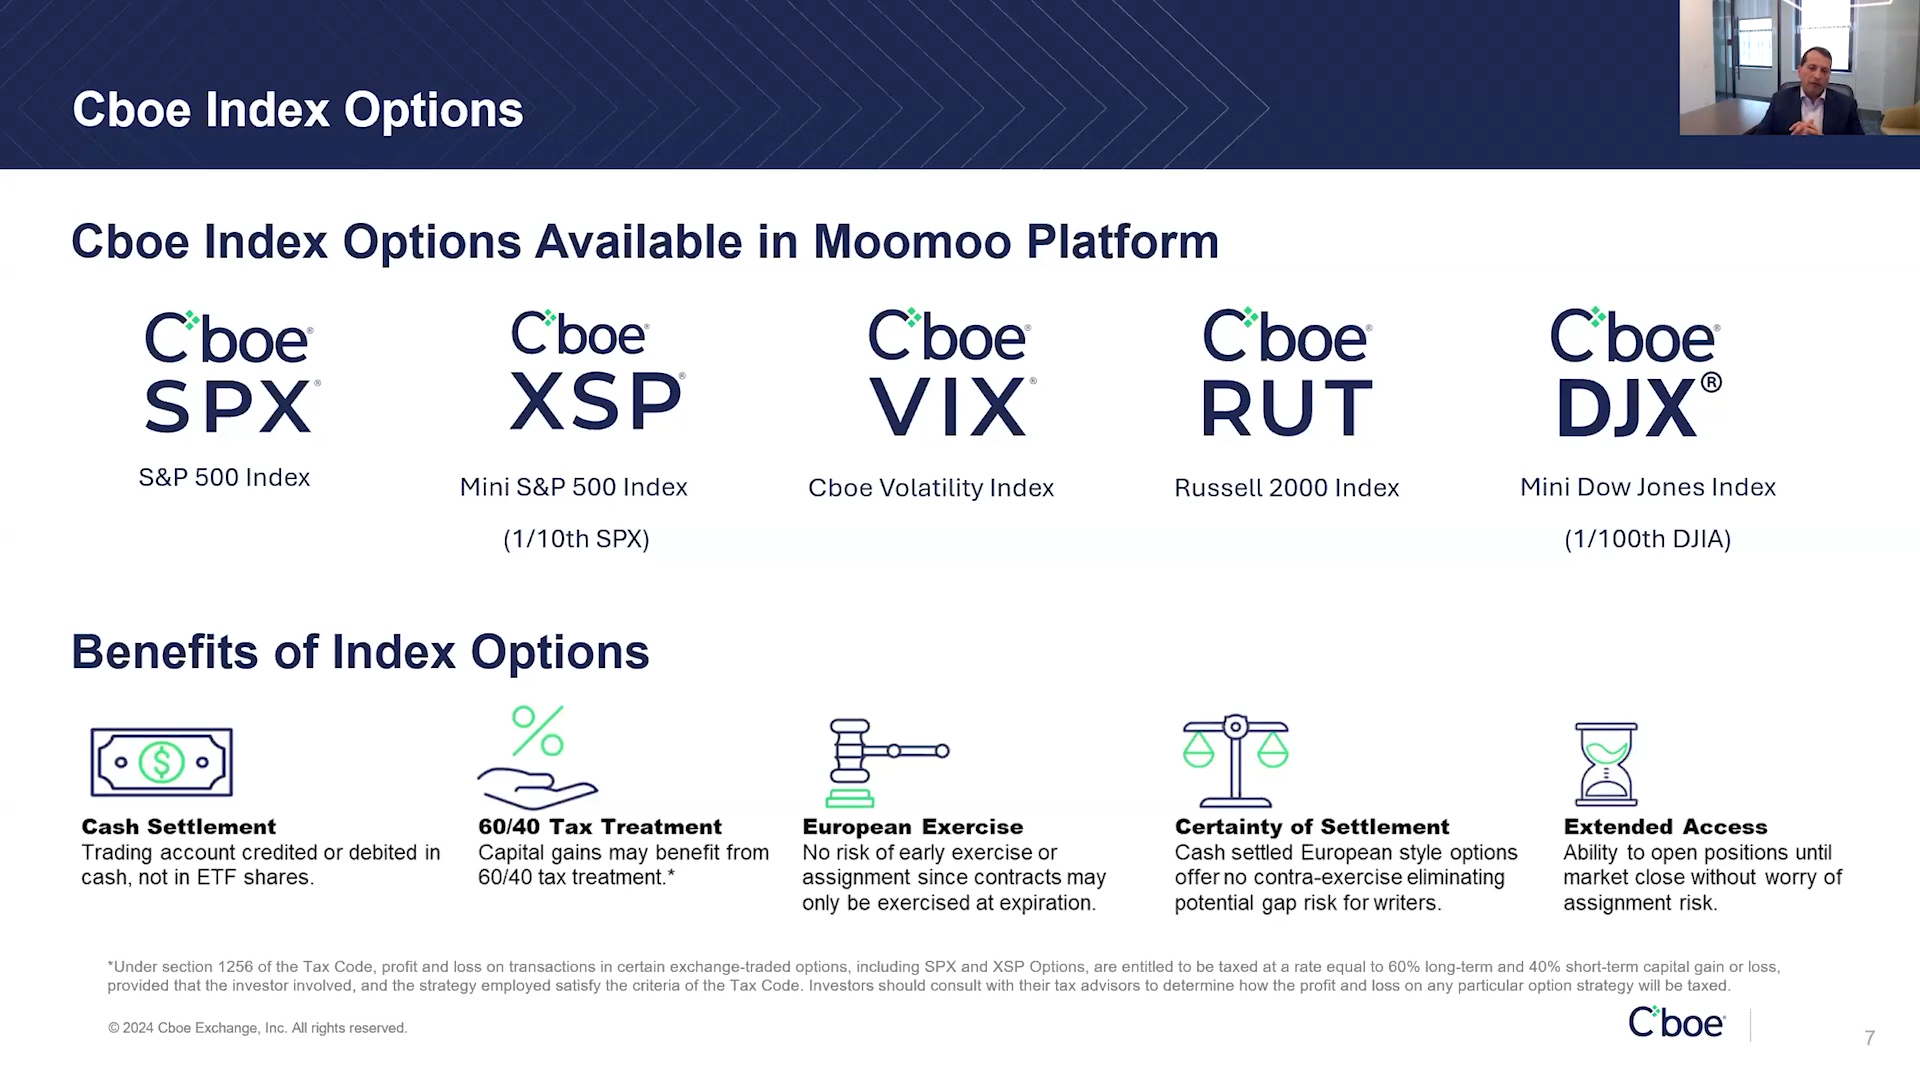 Cboe Index Options
Cboe Index Options Available in Moomoo Platform
Cboe®
SPX®
S&P 500 Index
Cboe®
XSP®
Mini S&P 500 Index
(1/10th SPX)
Cboe®
VIX®
Cboe Volatility Index
Cboe®
RUT
Russell 2000 Index
Cboe®
DJX®
Mini Dow Jones Index
(1/100th DJIA)
Benefits of Index Options
$
Cash Settlement
Trading account credited or debited in
cash, not in ETF shares.
%
60/40 Tax Treatment
Capital gains may benefit from
60/40 tax treatment.*
European Exercise
No risk of early exercise or
assignment since contracts may
only be exercised at expiration.
Certainty of Settlement
Cash settled European style options
offer no contra-exercise eliminating
potential gap risk for writers.
Extended Access
Ability to open positions until
market close without worry of
assignment risk.
*Under section 1256 of the Tax Code, profit and loss on transactions in certain exchange-traded options, including SPX and XSP Options, are entitled to be taxed at a rate equal to 60% long-term and 40% short-term capital gain or loss,
provided that the investor involved, and the strategy employed satisfy the criteria of the Tax Code. Investors should consult with their tax advisors to determine how the profit and loss on any particular option strategy will be taxed.
© 2024 Cboe Exchange, Inc. All rights reserved.
Cboe®
7